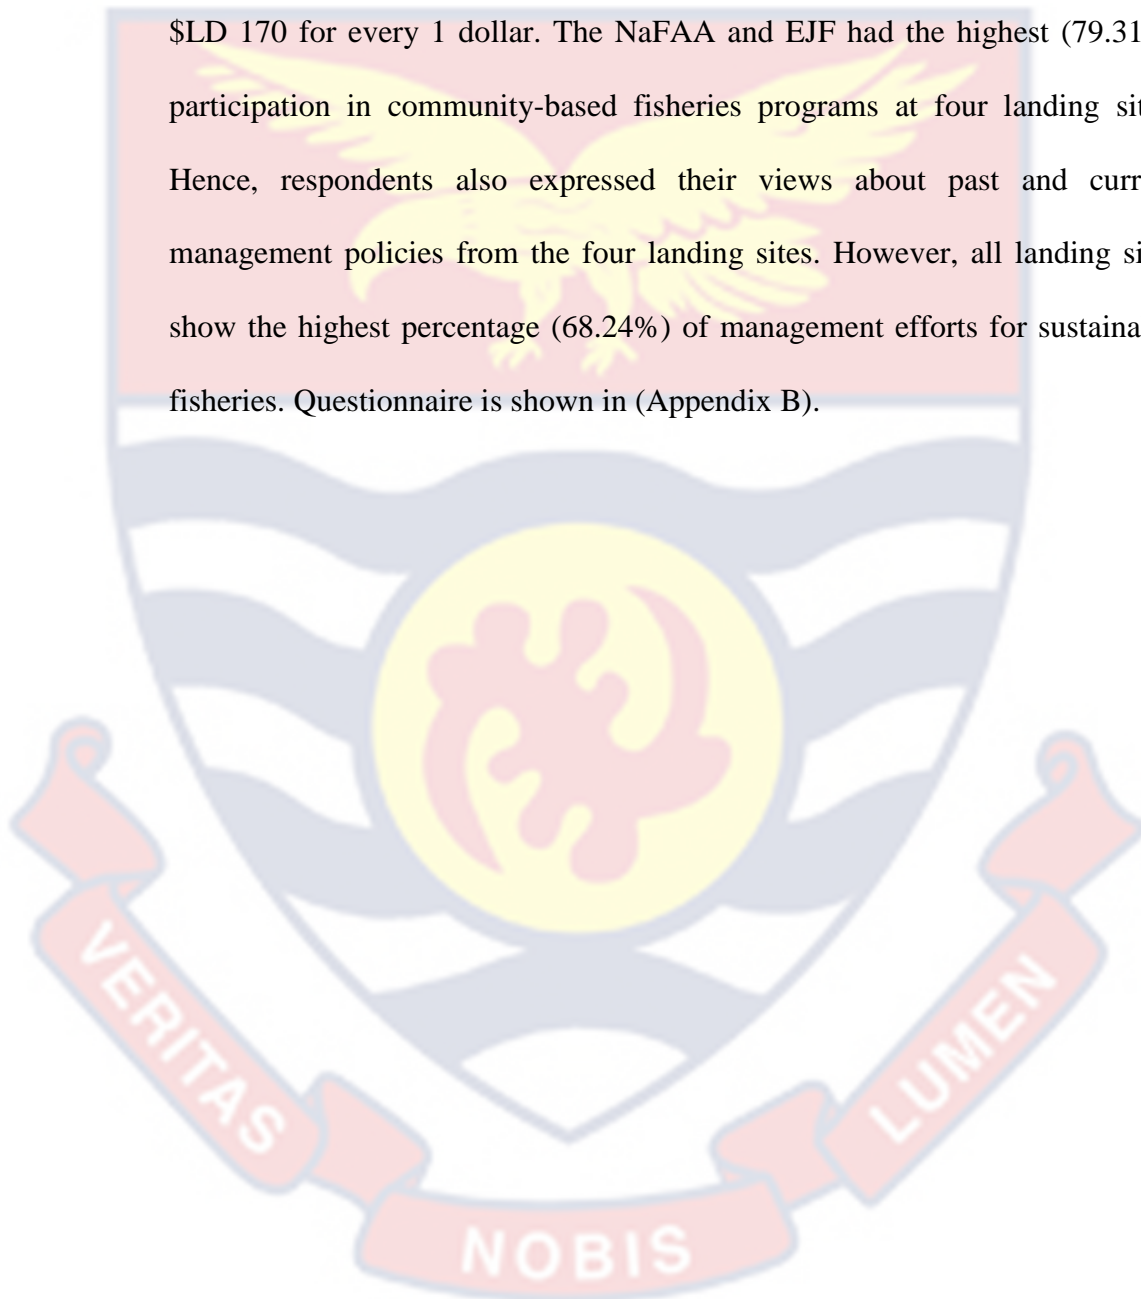 $LD 170 for every 1 dollar. The NaFAA and EJF had the highest (79.31
participation in community-based fisheries programs at four landing sit
Hence, respondents also expressed their views about past and curr
management policies from the four landing sites. However, all landing si
show the highest percentage (68.24%) of management efforts for sustaina
fisheries. Questionnaire is shown in (Appendix B).
VERITAS
NOBIS
LUMEN